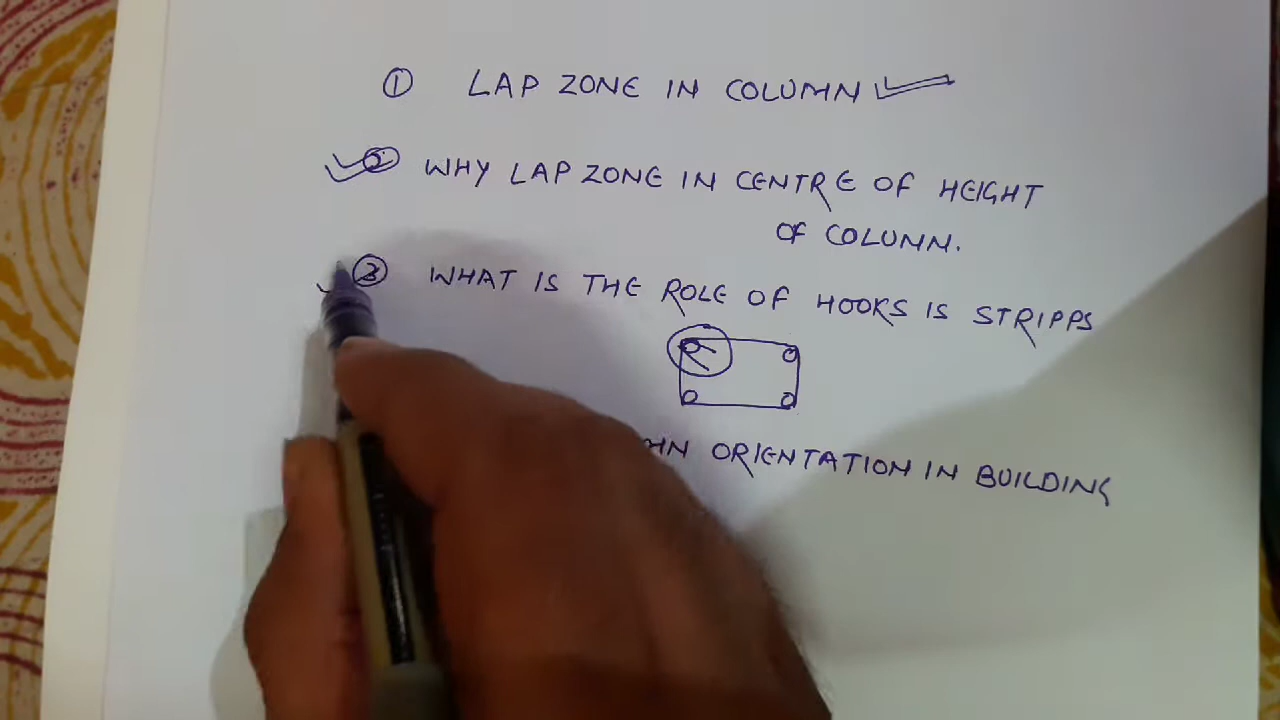 ① LAP ZONE IN COLUMN
② WHY LAP ZONE IN CENTRE OF HEIGHT
OF COLUMN.
③ WHAT IS THE ROLE OF HOOKS IS STRIPPS
ORIENTATION IN BUILDING